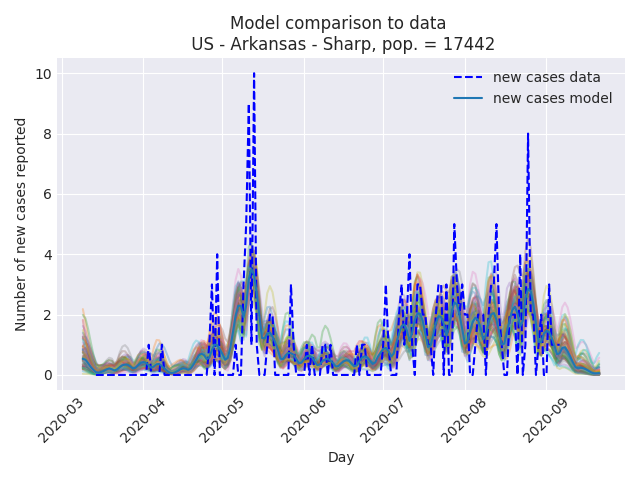 Model comparison to data
US - Arkansas - Sharp, pop. = 17442
new cases data
new cases model
Number of new cases reported
10
8
6
4
2
0
2020-03
2020-04
2020-05
2020-06
2020-07
2020-08
2020-09
Day